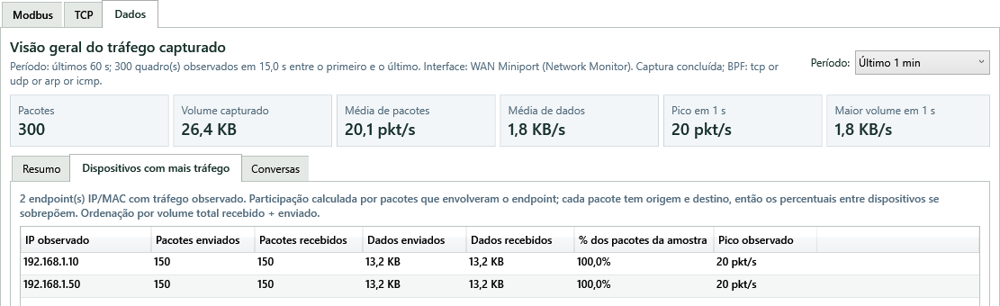 Modbus TCP Dados
Visão geral do tráfego capturado
Período: últimos 60 s; 300 quadro(s) observados em 15,0 s entre o primeiro e o último. Interface: WAN Miniport (Network Monitor). Captura concluída; BPF: tcp or
udp or arp or icmp.
Período: Último 1 min
Pacotes Volume capturado Média de pacotes Média de dados Pico em 1 s Maior volume em 1 s
300 26,4 KB 20,1 pkt/s 1,8 KB/s 20 pkt/s 1,8 KB/s
Resumo Dispositivos com mais tráfego Conversas
2 endpoint(s) IP/MAC com tráfego observado. Participação calculada por pacotes que envolveram o endpoint; cada pacote tem origem e destino, então os percentuais entre dispositivos se
sobrepõem. Ordenação por volume total recebido + enviado.
IP observado Pacotes enviados Pacotes recebidos Dados enviados Dados recebidos % dos pacotes da amostra Pico observado
192.168.1.10 150 150 13,2 KB 13,2 KB 100,0% 20 pkt/s
192.168.1.50 150 150 13,2 KB 13,2 KB 100,0% 20 pkt/s